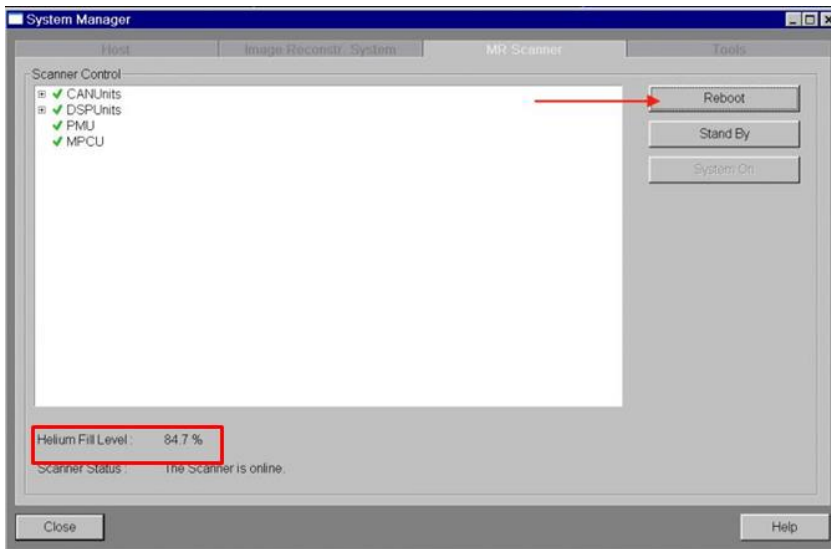 System Manager
Host
Image Reconstr. System
MR Scanner
Tools
Scanner Control
CANUnits
DSPUnits
PMU
MPCU
Reboot
Stand By
System On
Helium Fill Level : 84.7 %
Scanner Status : The Scanner is online.
Close
Help